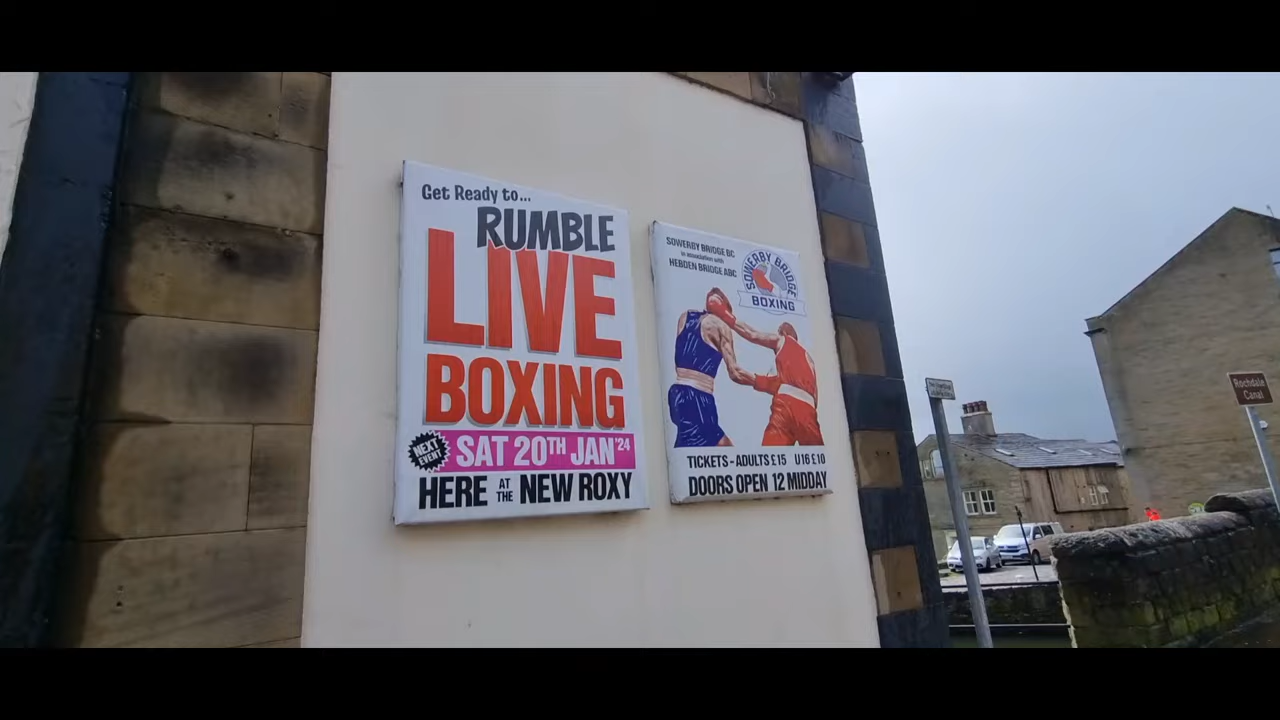 Get Ready to...
RUMBLE
LIVE
BOXING
NEXT EVENT
SAT 20TH JAN '24
HERE AT THE NEW ROXY
SOWERBY BRIDGE BC
in association with
HEBDEN BRIDGE ABC
SOWERBY BRIDGE
BOXING
TICKETS - ADULTS £15 U16 £10
DOORS OPEN 12 MIDDAY
Rochdale
Canal